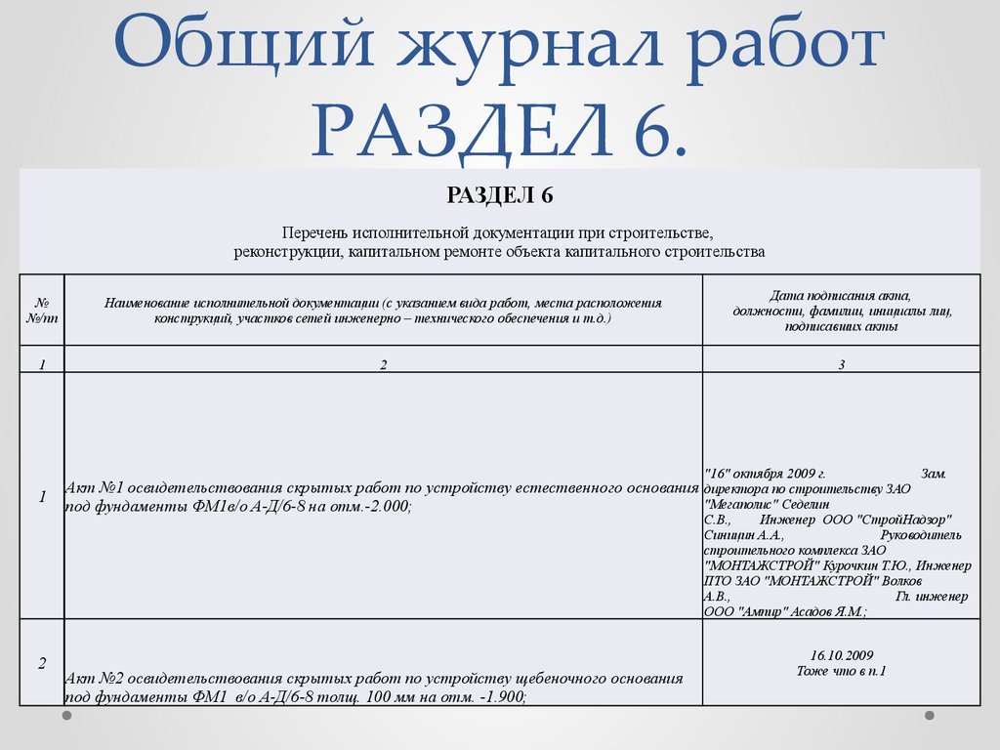 Общий журнал работ
РАЗДЕЛ 6.
РАЗДЕЛ 6
Перечень исполнительной документации при строительстве,
реконструкции, капитальном ремонте объекта капитального строительства
№
№/пп
Наименование исполнительной документации (с указанием вида работ, места расположения
конструкций, участков сетей инженерно – технического обеспечения и т.д.)
Дата подписания акта,
должности, фамилии, инициалы лиц,
подписавших акты
1
2
3
1
Акт №1 освидетельствования скрытых работ по устройству естественного основания
под фундаменты ФМ1в/о А-Д/6-8 на отм.-2.000;
"16" октября 2009 г. Зам.
директора по строительству ЗАО
"Мегаполис" Седелин
С.В., Инженер ООО "СтройНадзор"
Синицин А.А., Руководитель
строительного комплекса ЗАО
"МОНТАЖСТРОЙ" Курочкин Т.Ю., Инженер
ПТО ЗАО "МОНТАЖСТРОЙ" Волков
А.В., Гл. инженер
ООО "Ампир" Асадов Я.М.;
2
Акт №2 освидетельствования скрытых работ по устройству щебеночного основания
под фундаменты ФМ1 в/о А-Д/6-8 толщ. 100 мм на отм. -1.900;
16.10.2009
Тоже что в п.1